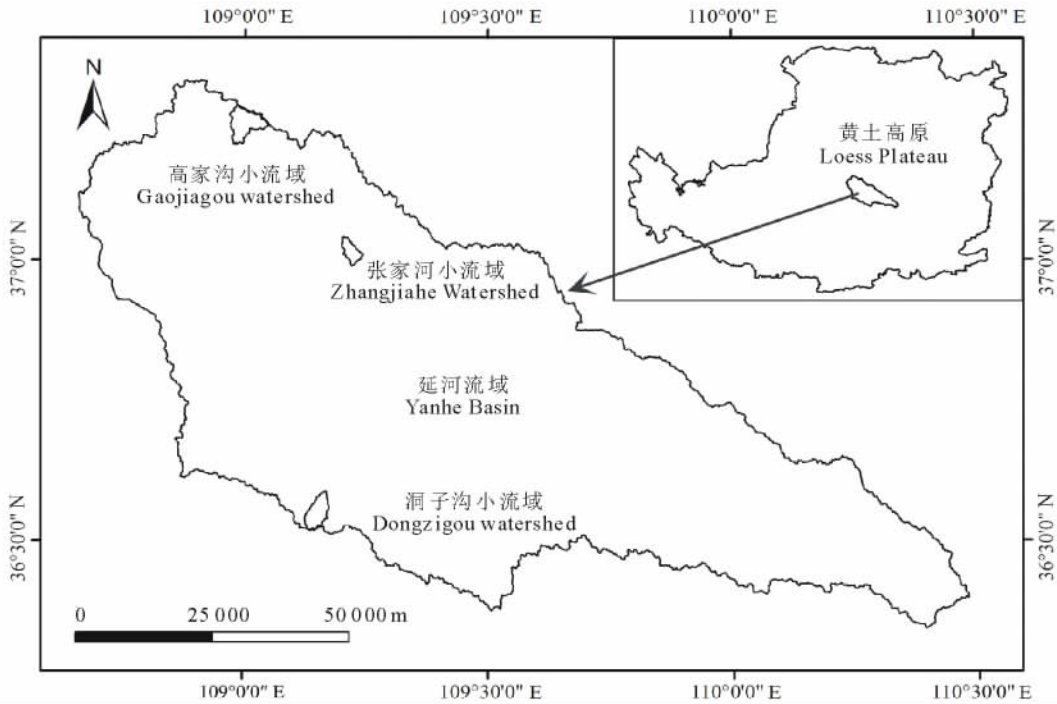 109°0'0" E
109°30'0" E
110°0'0" E
110°30'0" E
N
黄土高原
Loess Plateau
高家沟小流域
Gaojiagou watershed
37°0'0" N
37°0'0" N
张家河小流域
Zhangjiahe Watershed
延河流域
Yanhe Basin
洞子沟小流域
Dongzigou watershed
36°30'0" N
36°30'0" N
0 25 000 50 000 m
109°0'0" E
109°30'0" E
110°0'0" E
110°30'0" E